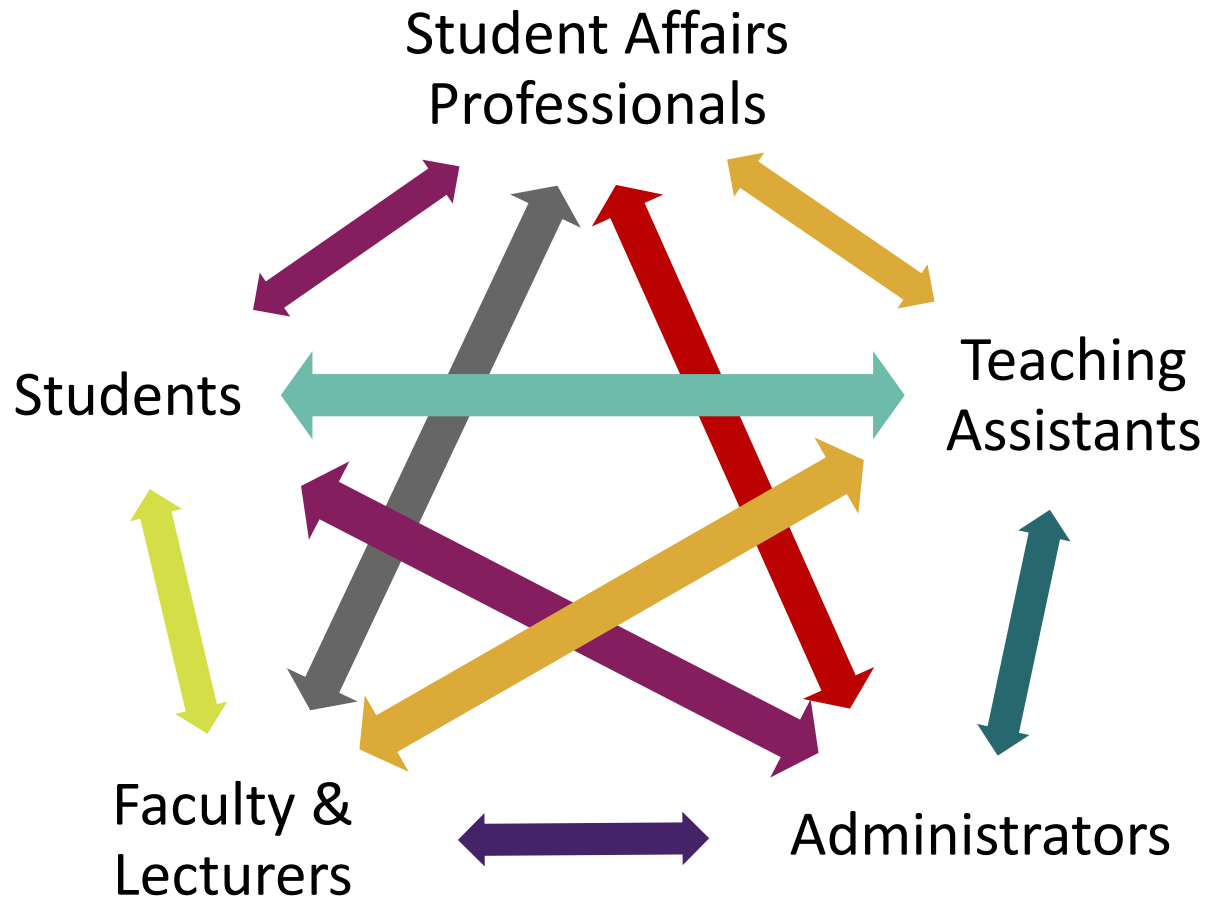 Student Affairs
Professionals
Students
Teaching
Assistants
Faculty &
Lecturers
Administrators